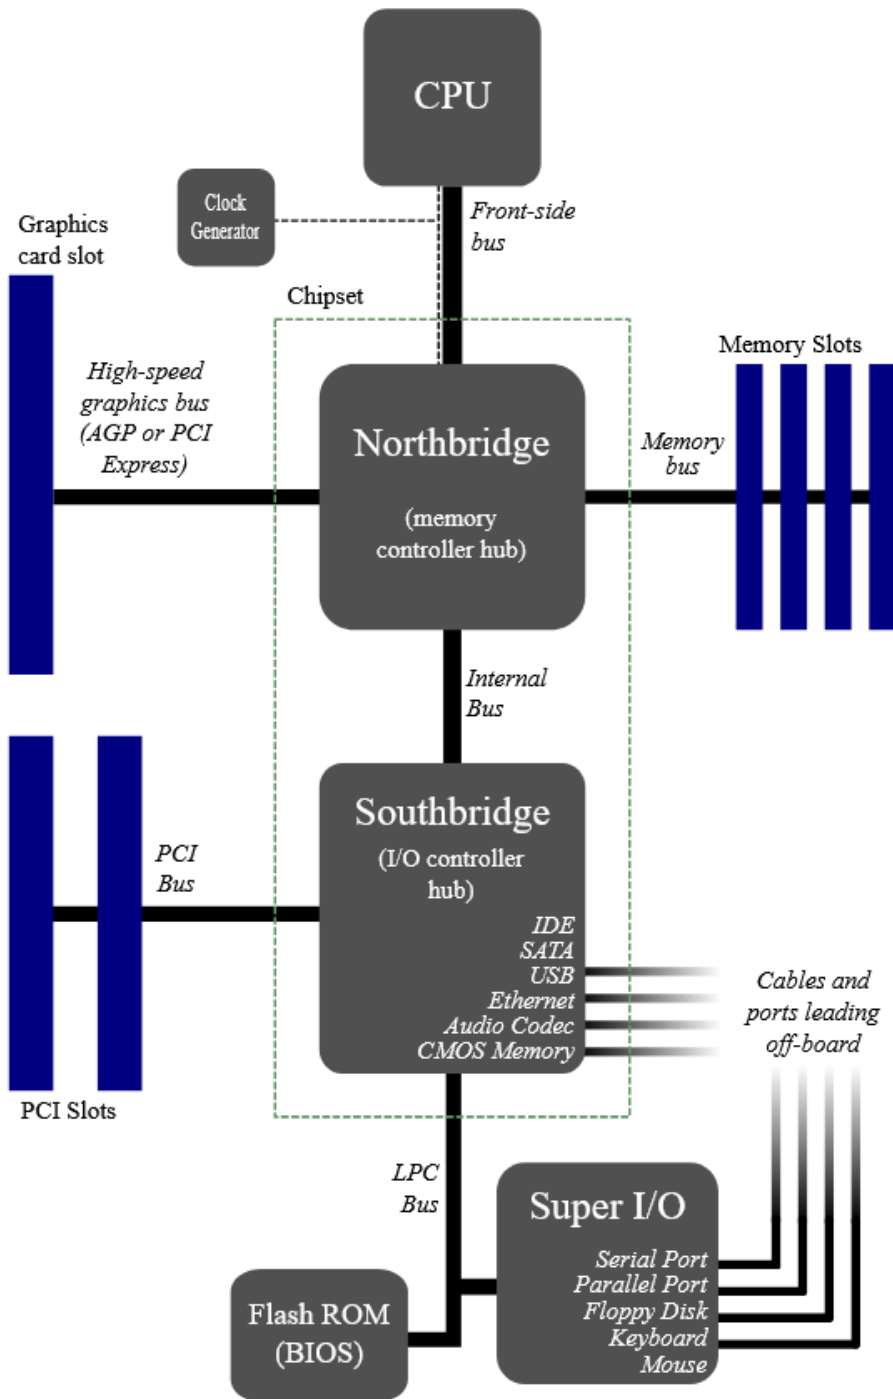 CPU
Clock
Generator
Front-side
bus
Graphics
card slot
Chipset
Memory Slots
High-speed
graphics bus
(AGP or PCI
Express)
Northbridge
(memory
controller hub)
Memory
bus
Internal
Bus
Southbridge
(I/O controller
hub)
IDE
SATA
USB
Ethernet
Audio Codec
CMOS Memory
PCI
Bus
PCI Slots
Cables and
ports leading
off-board
LPC
Bus
Super I/O
Serial Port
Parallel Port
Floppy Disk
Keyboard
Mouse
Flash ROM
(BIOS)